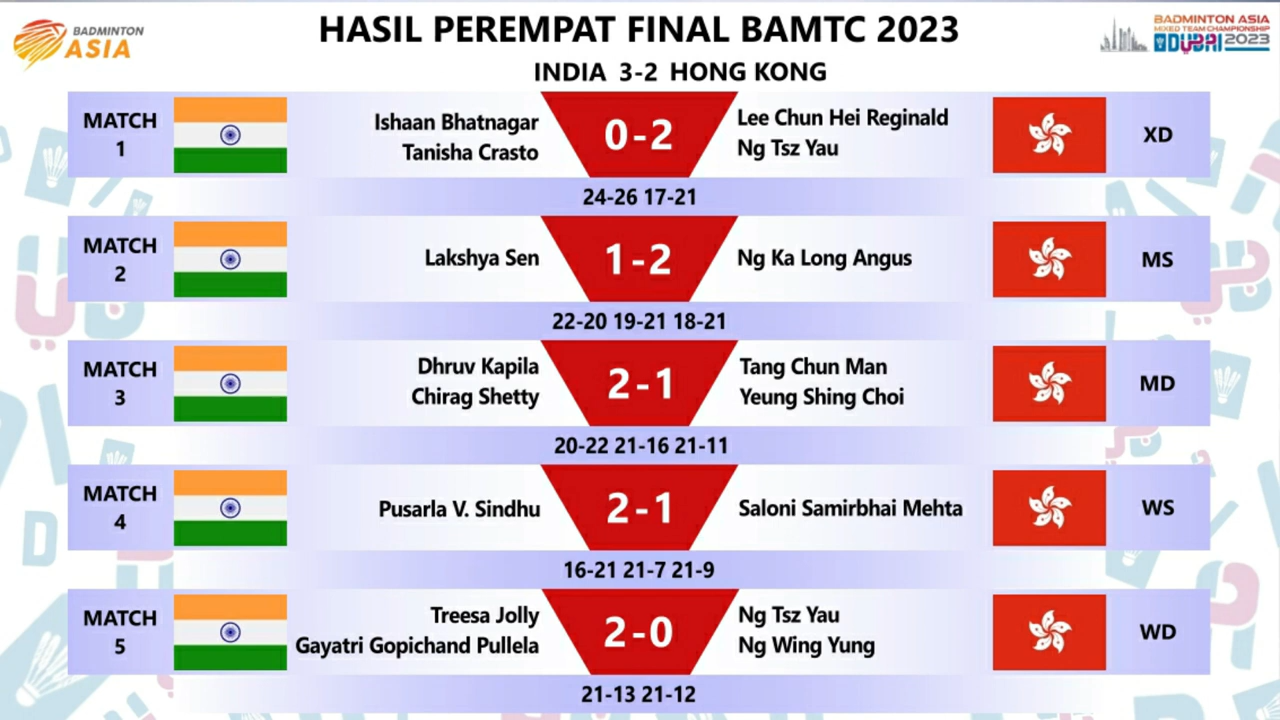 BADMINTON
ASIA
HASIL PEREMPAT FINAL BAMTC 2023
BADMINTON ASIA
MIXED TEAM CHAMPIONSHIP
DUBAI 2023
INDIA 3-2 HONG KONG
MATCH
1
Ishaan Bhatnagar
Tanisha Crasto
0-2
Lee Chun Hei Reginald
Ng Tsz Yau
XD
24-26 17-21
MATCH
2
Lakshya Sen
1-2
Ng Ka Long Angus
MS
22-20 19-21 18-21
MATCH
3
Dhruv Kapila
Chirag Shetty
2-1
Tang Chun Man
Yeung Shing Choi
MD
20-22 21-16 21-11
MATCH
4
Pusarla V. Sindhu
2-1
Saloni Samirbhai Mehta
WS
16-21 21-7 21-9
MATCH
5
Treesa Jolly
Gayatri Gopichand Pullela
2-0
Ng Tsz Yau
Ng Wing Yung
WD
21-13 21-12